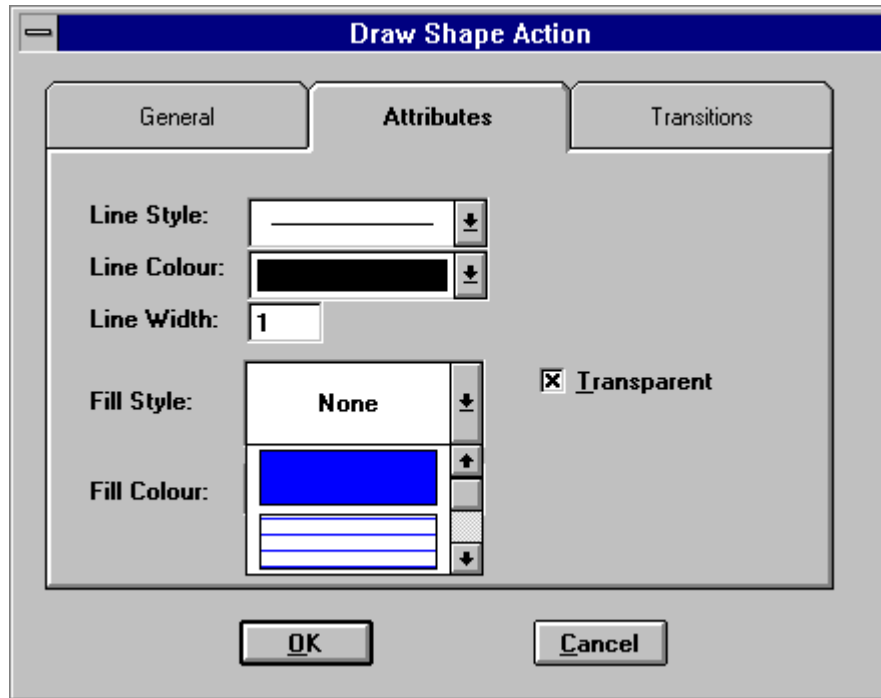 Draw Shape Action
General Attributes Transitions
Line Style:
Line Colour:
Line Width: 1
Fill Style: None Transparent
Fill Colour:
OK Cancel